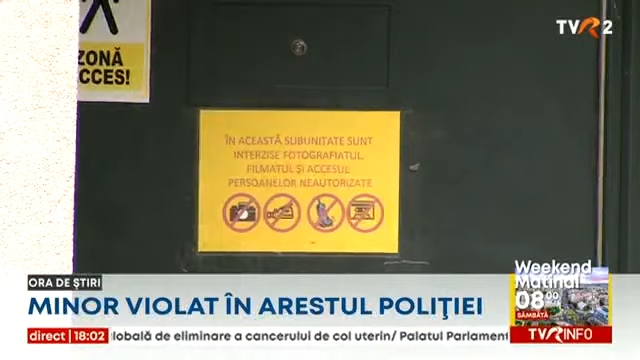 TVR2
ZONĂ
CCES!
ÎN ACEASTĂ SUBUNITATE SUNT
INTERZISE FOTOGRAFIATUL,
FILMATUL ȘI ACCESUL
PERSOANELOR NEAUTORIZATE
ORA DE ȘTIRI
MINOR VIOLAT ÎN ARESTUL POLIȚIEI
Weekend
Matinal
08:00
SÂMBĂTĂ
direct | 18:02
lobală de eliminare a cancerului de col uterin/ Palatul Parlament
TVR INFO